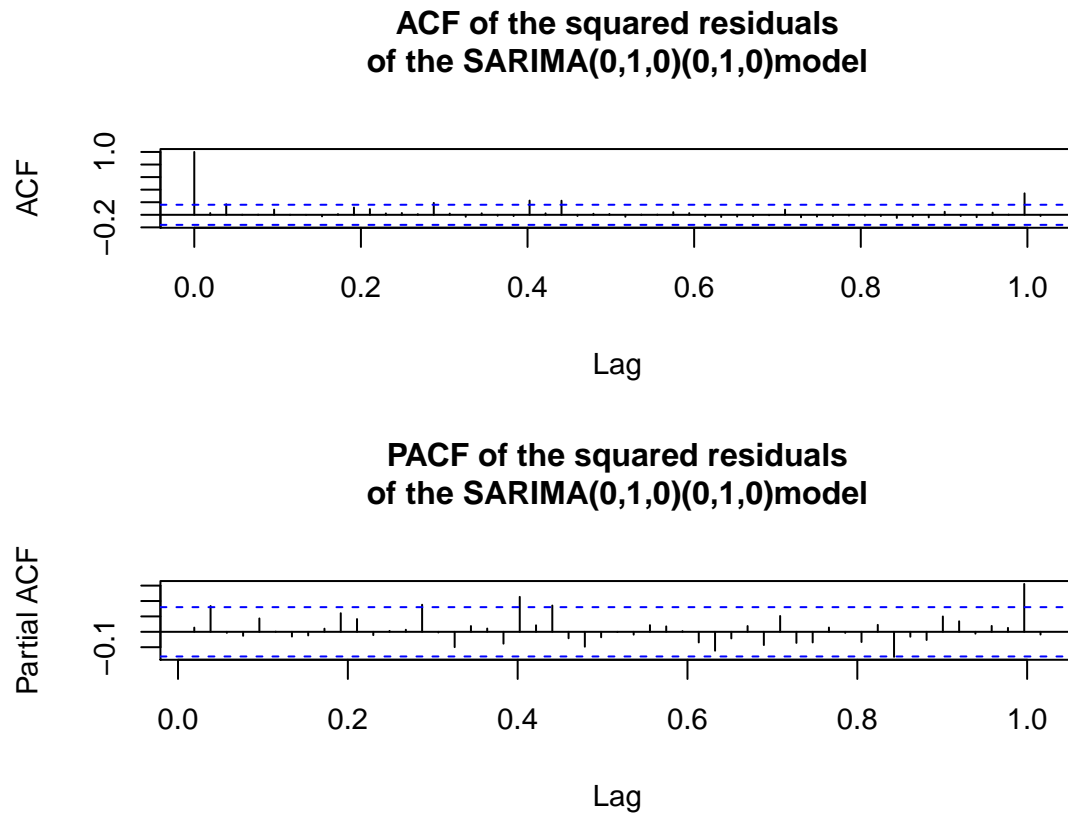 ACF of the squared residuals
of the SARIMA(0,1,0)(0,1,0)model
ACF
1.0
−0.2
0.0 0.2 0.4 0.6 0.8 1.0
Lag
PACF of the squared residuals
of the SARIMA(0,1,0)(0,1,0)model
Partial ACF
−0.1
0.0 0.2 0.4 0.6 0.8 1.0
Lag